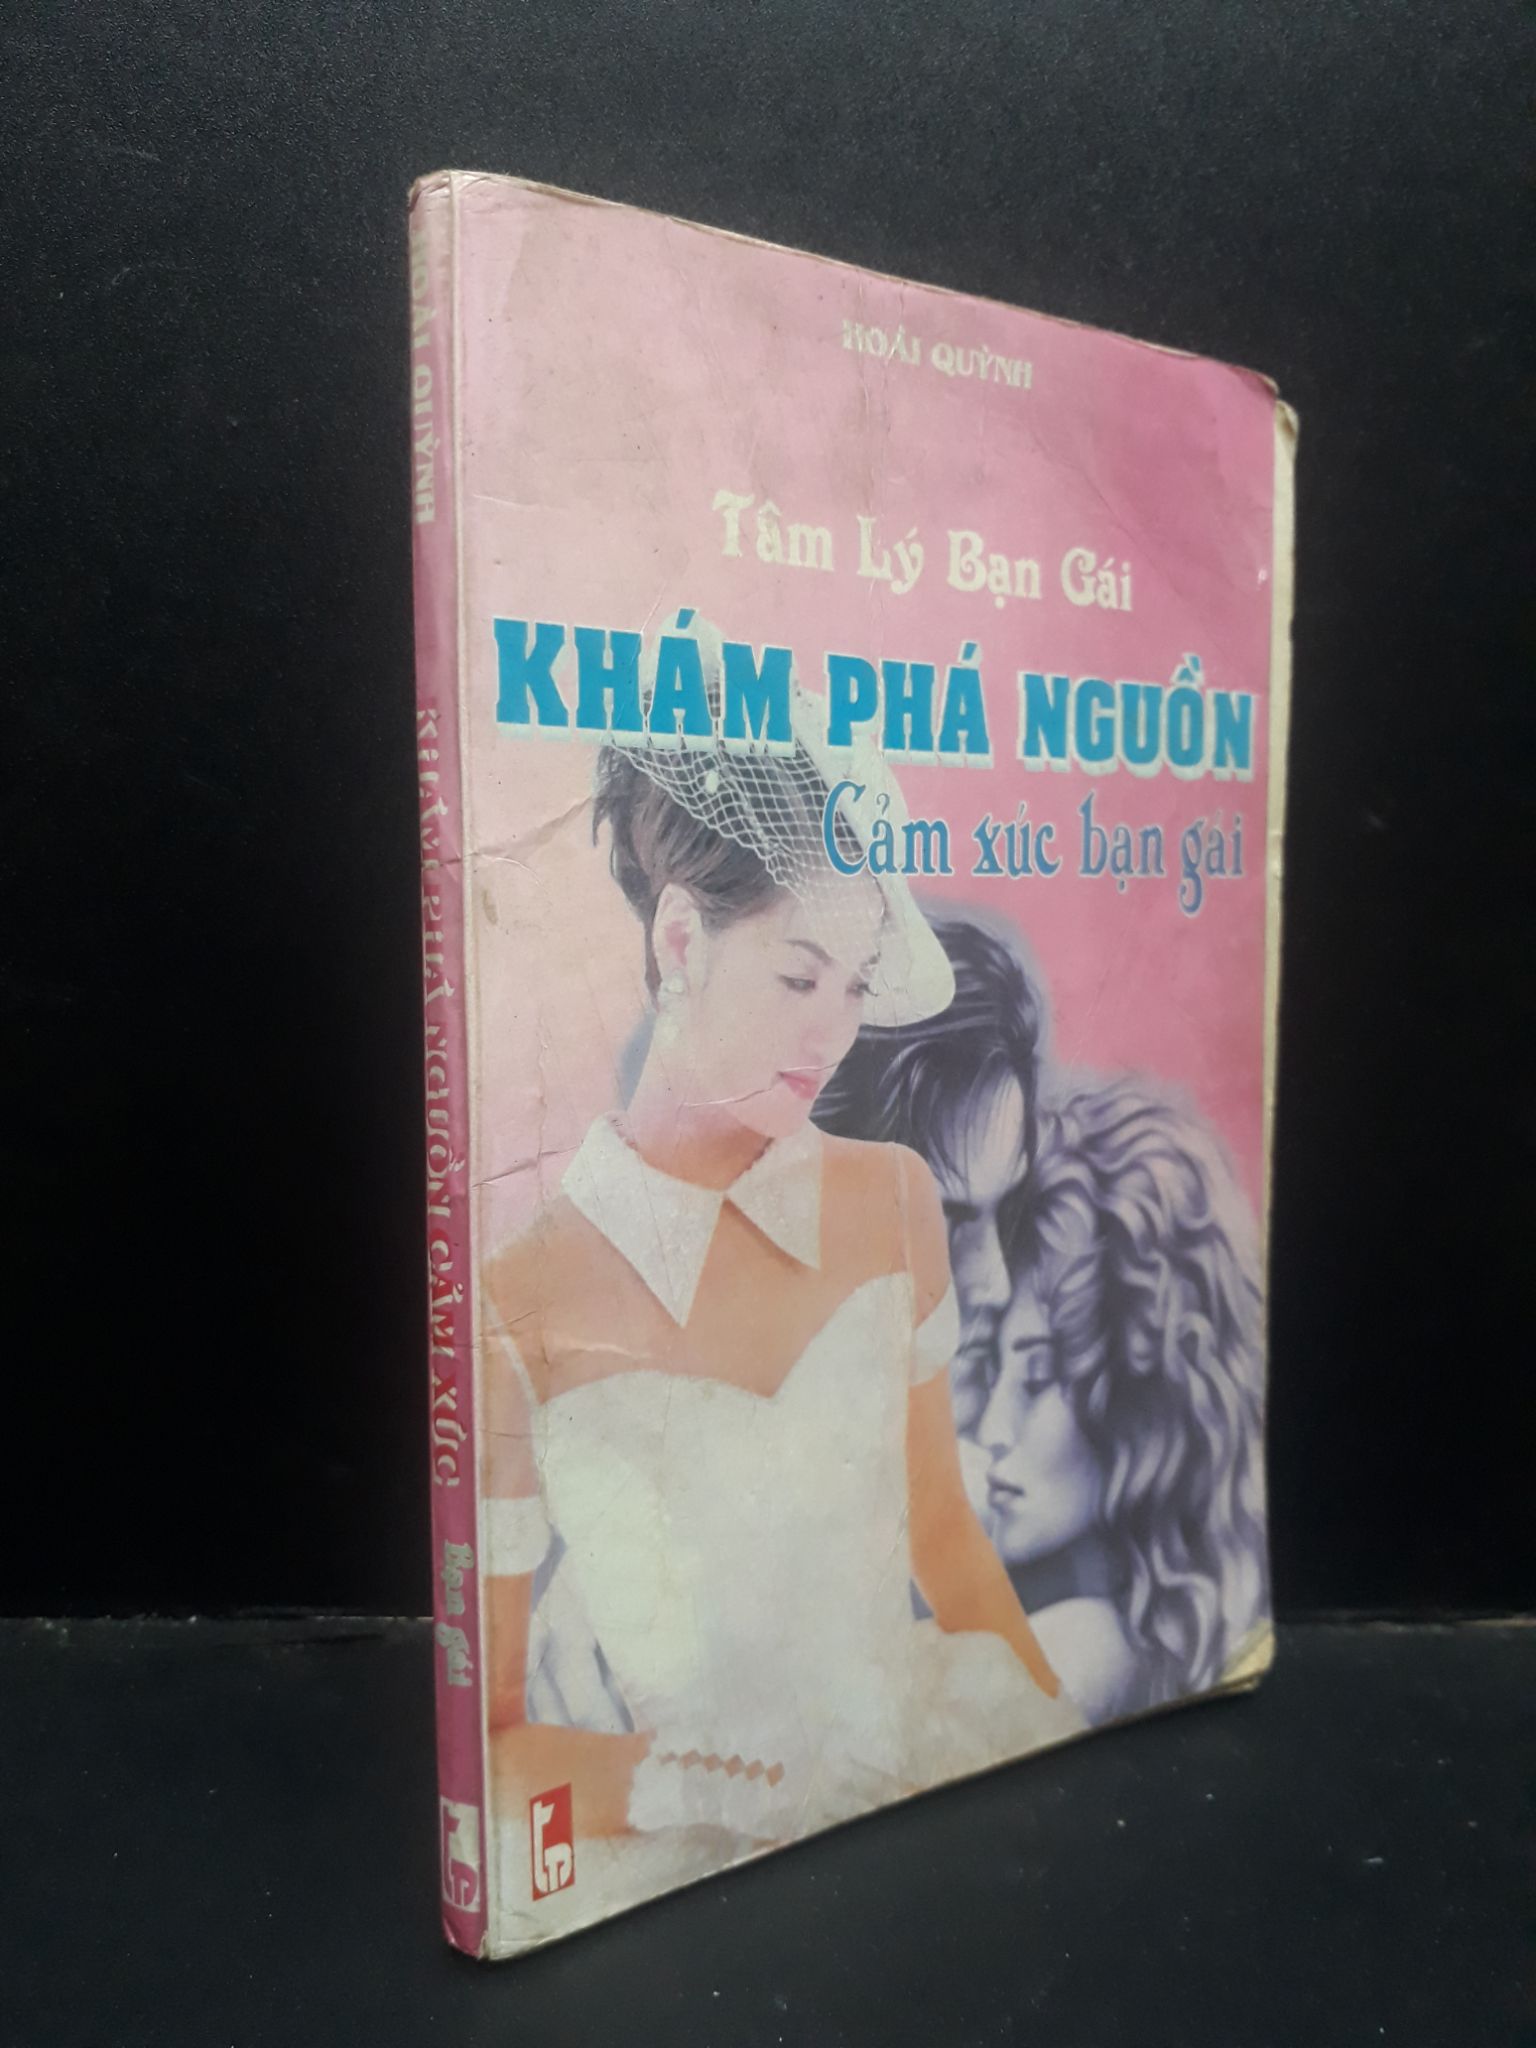 HOÀI QUỲNH
Tâm Lý Bạn Gái
KHÁM PHÁ NGUỒN
Cảm xúc bạn gái
HOÀI QUỲNH KHÁM PHÁ NGUỒN CẢM XÚC Bạn gái